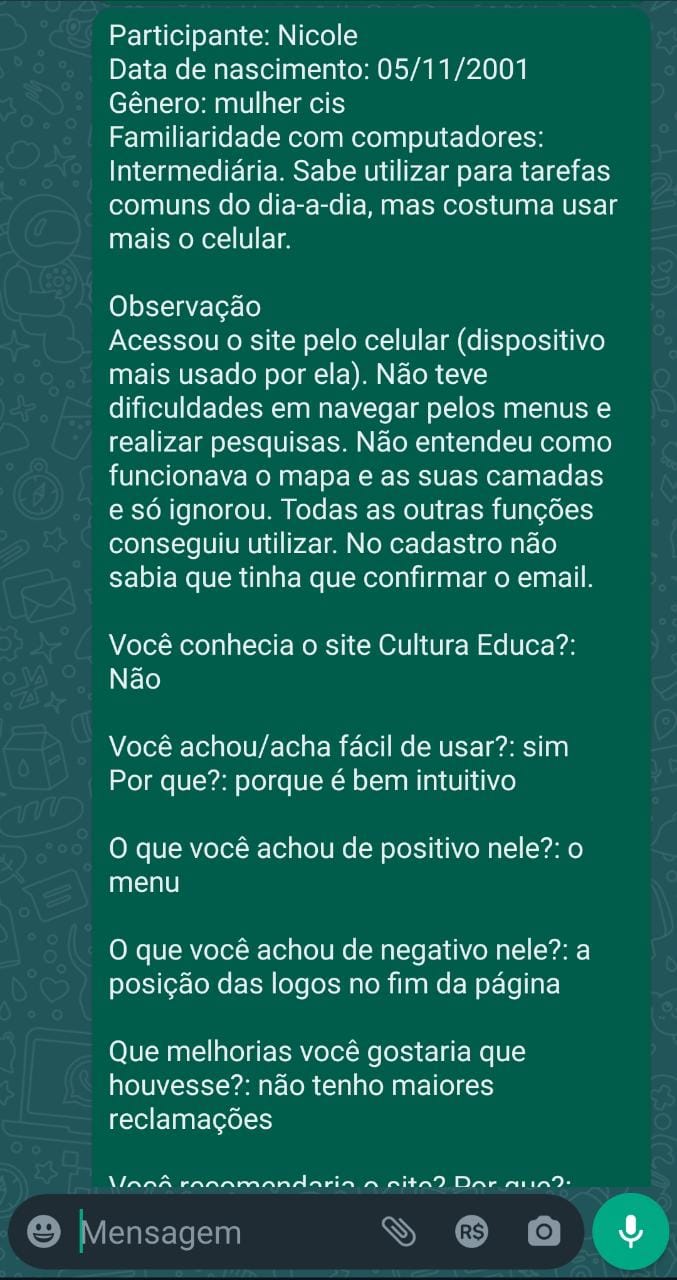 Participante: Nicole
Data de nascimento: 05/11/2001
Gênero: mulher cis
Familiaridade com computadores:
Intermediária. Sabe utilizar para tarefas
comuns do dia-a-dia, mas costuma usar
mais o celular.
Observação
Acessou o site pelo celular (dispositivo
mais usado por ela). Não teve
dificuldades em navegar pelos menus e
realizar pesquisas. Não entendeu como
funcionava o mapa e as suas camadas
e só ignorou. Todas as outras funções
conseguiu utilizar. No cadastro não
sabia que tinha que confirmar o email.
Você conhecia o site Cultura Educa?:
Não
Você achou/acha fácil de usar?: sim
Por que?: porque é bem intuitivo
O que você achou de positivo nele?: o
menu
O que você achou de negativo nele?: a
posição das logos no fim da página
Que melhorias você gostaria que
houvesse?: não tenho maiores
reclamações
Você recomendaria o site? Por que?:
Mensagem
R$